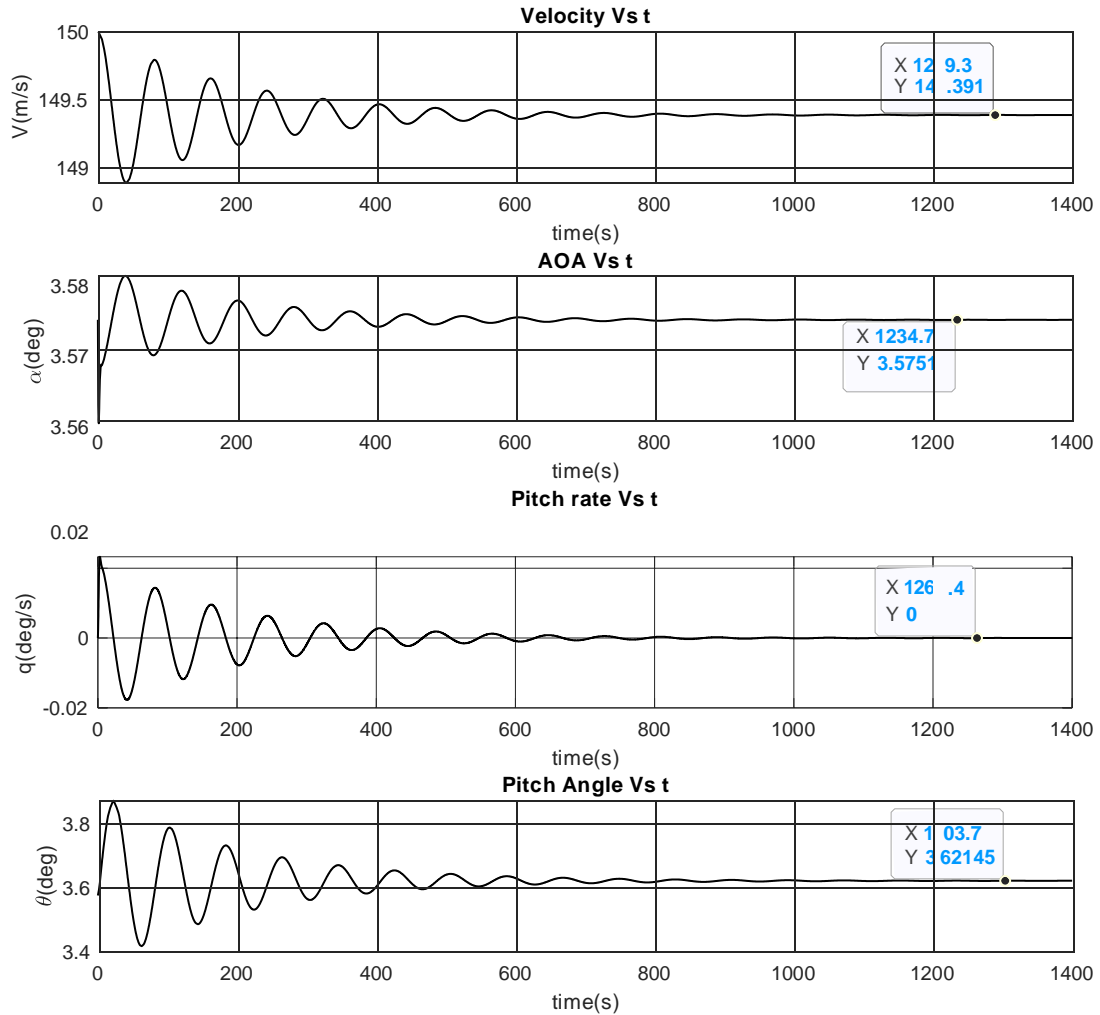 Velocity Vs t
150
149.5
149
V(m/s)
X 12 9.3
Y 14 .391
0 200 400 600 800 1000 1200 1400
time(s)
AOA Vs t
3.58
3.57
3.56
α(deg)
X 1234.7
Y 3.5751
0 200 400 600 800 1000 1200 1400
time(s)
Pitch rate Vs t
0.02
0
-0.02
q(deg/s)
X 126 .4
Y 0
0 200 400 600 800 1000 1200 1400
time(s)
Pitch Angle Vs t
3.8
3.6
3.4
θ(deg)
X 1 03.7
Y 3 62145
0 200 400 600 800 1000 1200 1400
time(s)